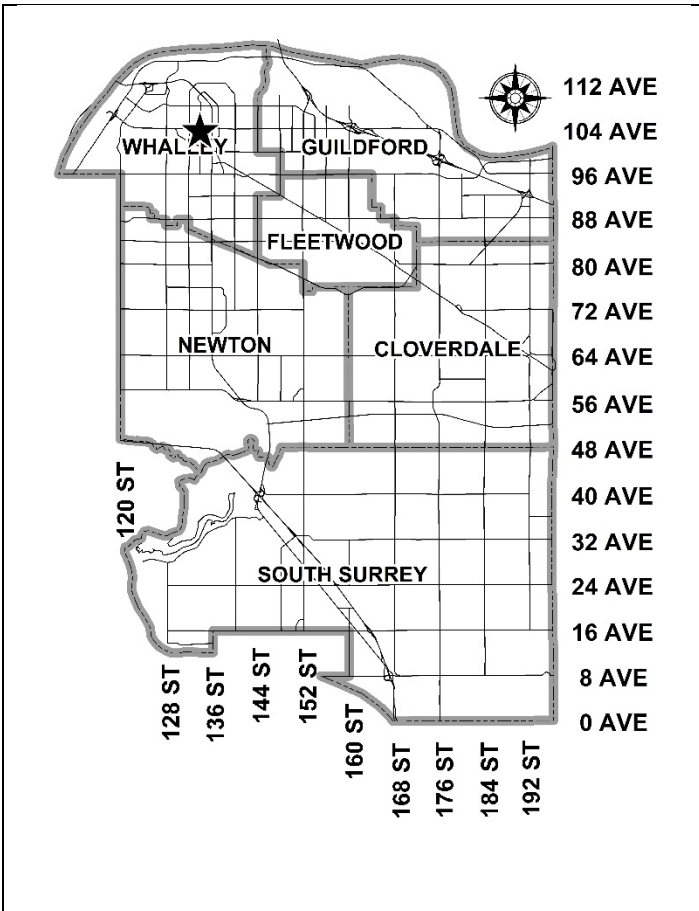 112 AVE
104 AVE
WHALLEY
GUILDFORD
96 AVE
88 AVE
FLEETWOOD
80 AVE
72 AVE
NEWTON
CLOVERDALE
64 AVE
56 AVE
48 AVE
120 ST
40 AVE
32 AVE
SOUTH SURREY
24 AVE
16 AVE
128 ST
136 ST
144 ST
152 ST
160 ST
8 AVE
0 AVE
168 ST
176 ST
184 ST
192 ST